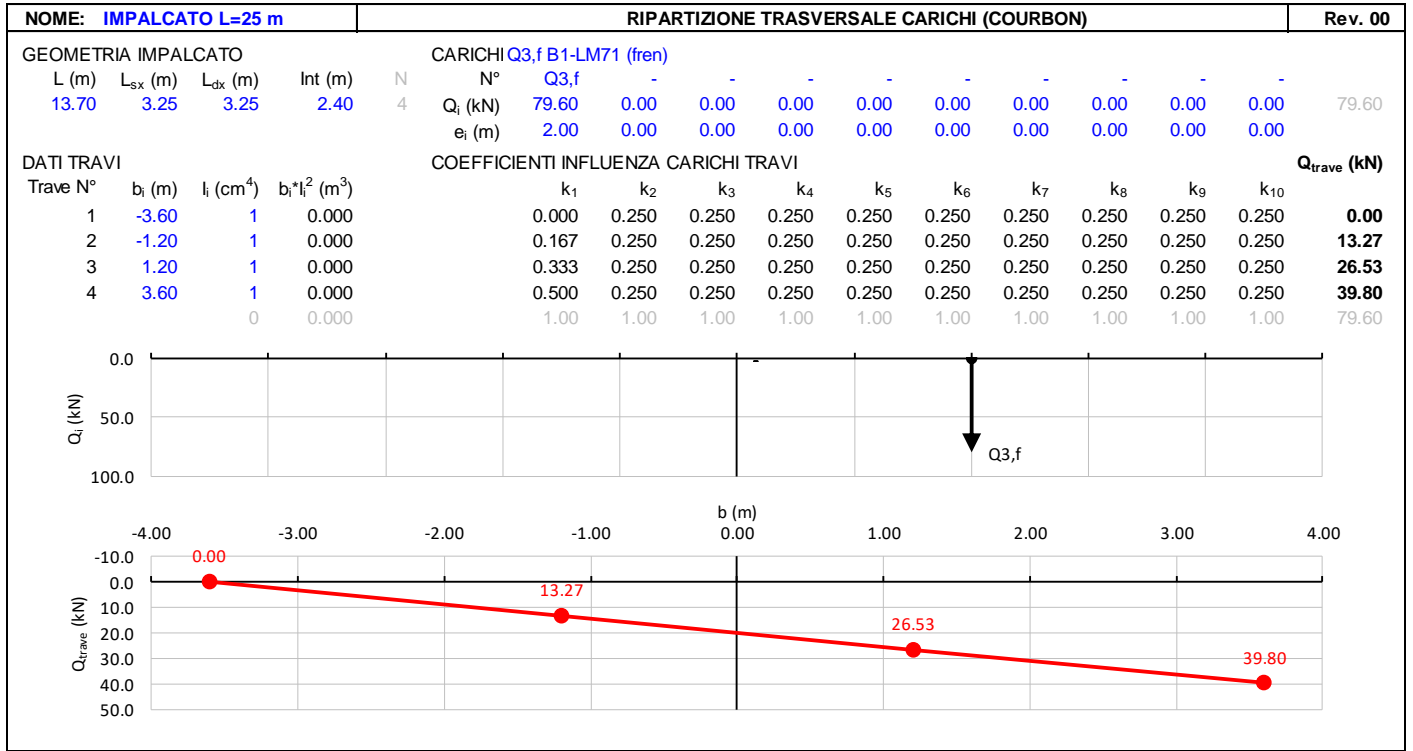 NOME: IMPALCATO L=25 m RIPARTIZIONE TRASVERSALE CARICHI (COURBON) Rev. 00
GEOMETRIA IMPALCATO CARICHI Q3,f B1-LM71 (fren)
L (m) Lsx (m) Ldx (m) Int (m) N N° Q3,f - - - - - - - - -
13.70 3.25 3.25 2.40 4 Qi (kN) 79.60 0.00 0.00 0.00 0.00 0.00 0.00 0.00 0.00 0.00 79.60
ei (m) 2.00 0.00 0.00 0.00 0.00 0.00 0.00 0.00 0.00 0.00
DATI TRAVI COEFFICIENTI INFLUENZA CARICHI TRAVI Qtrave (kN)
Trave N° bi (m) Ii (cm4) bi*Ii2 (m3) k1 k2 k3 k4 k5 k6 k7 k8 k9 k10
1 -3.60 1 0.000 0.000 0.250 0.250 0.250 0.250 0.250 0.250 0.250 0.250 0.250 0.00
2 -1.20 1 0.000 0.167 0.250 0.250 0.250 0.250 0.250 0.250 0.250 0.250 0.250 13.27
3 1.20 1 0.000 0.333 0.250 0.250 0.250 0.250 0.250 0.250 0.250 0.250 0.250 26.53
4 3.60 1 0.000 0.500 0.250 0.250 0.250 0.250 0.250 0.250 0.250 0.250 0.250 39.80
0 0.000 1.00 1.00 1.00 1.00 1.00 1.00 1.00 1.00 1.00 1.00 79.60
0.0
50.0
100.0
Qi (kN)
Q3,f
b (m)
-4.00 -3.00 -2.00 -1.00 0.00 1.00 2.00 3.00 4.00
-10.0
0.0
10.0
20.0
30.0
40.0
50.0
Qtrave (kN)
0.00
13.27
26.53
39.80